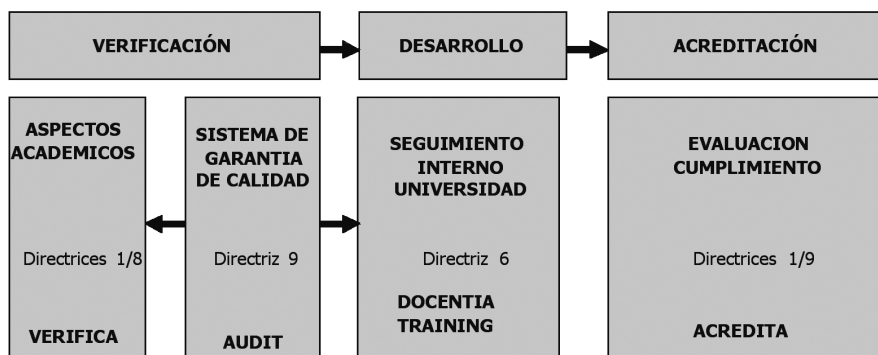 VERIFICACIÓN
DESARROLLO
ACREDITACIÓN
ASPECTOS
ACADEMICOS
Directrices 1/8
VERIFICA
SISTEMA DE
GARANTIA
DE CALIDAD
Directriz 9
AUDIT
SEGUIMIENTO
INTERNO
UNIVERSIDAD
Directriz 6
DOCENTIA
TRAINING
EVALUACION
CUMPLIMIENTO
Directrices 1/9
ACREDITA